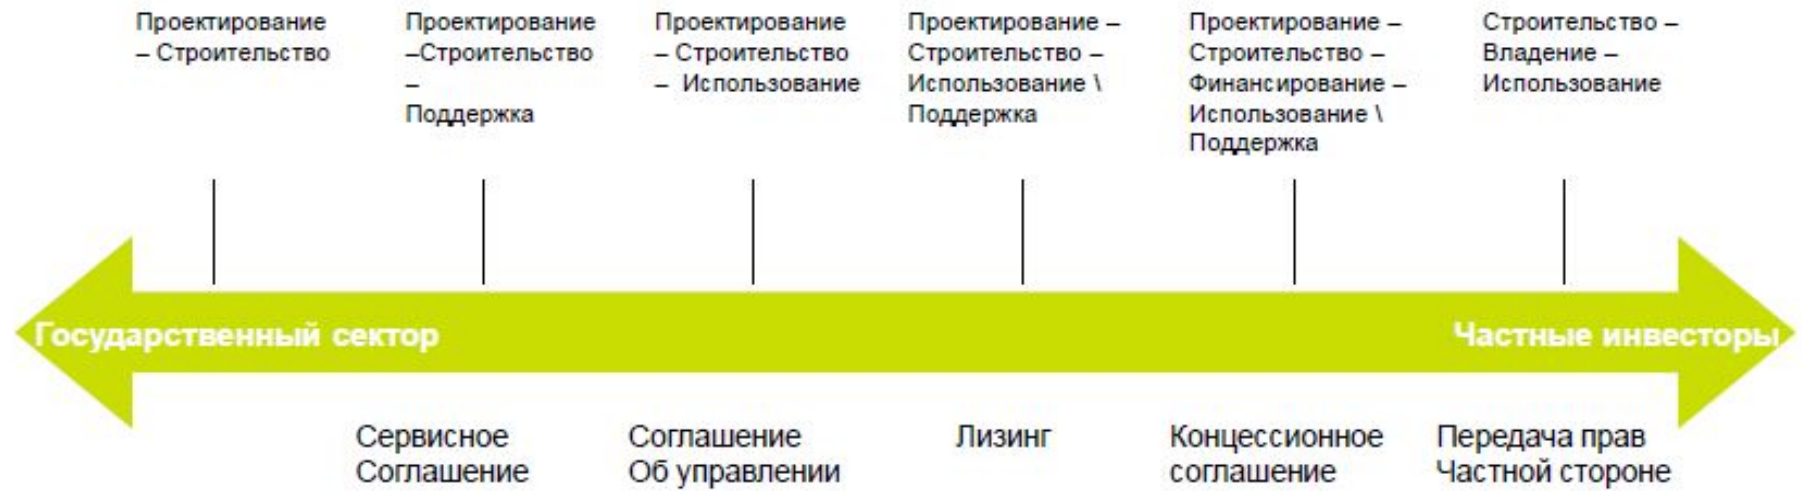 Проектирование
– Строительство
Проектирование
–Строительство
–
Поддержка
Проектирование
– Строительство
– Использование
Проектирование –
Строительство –
Использование \
Поддержка
Проектирование –
Строительство –
Финансирование –
Использование \
Поддержка
Строительство –
Владение –
Использование
Государственный сектор
Частные инвесторы
Сервисное
Соглашение
Соглашение
Об управлении
Лизинг
Концессионное
соглашение
Передача прав
Частной стороне